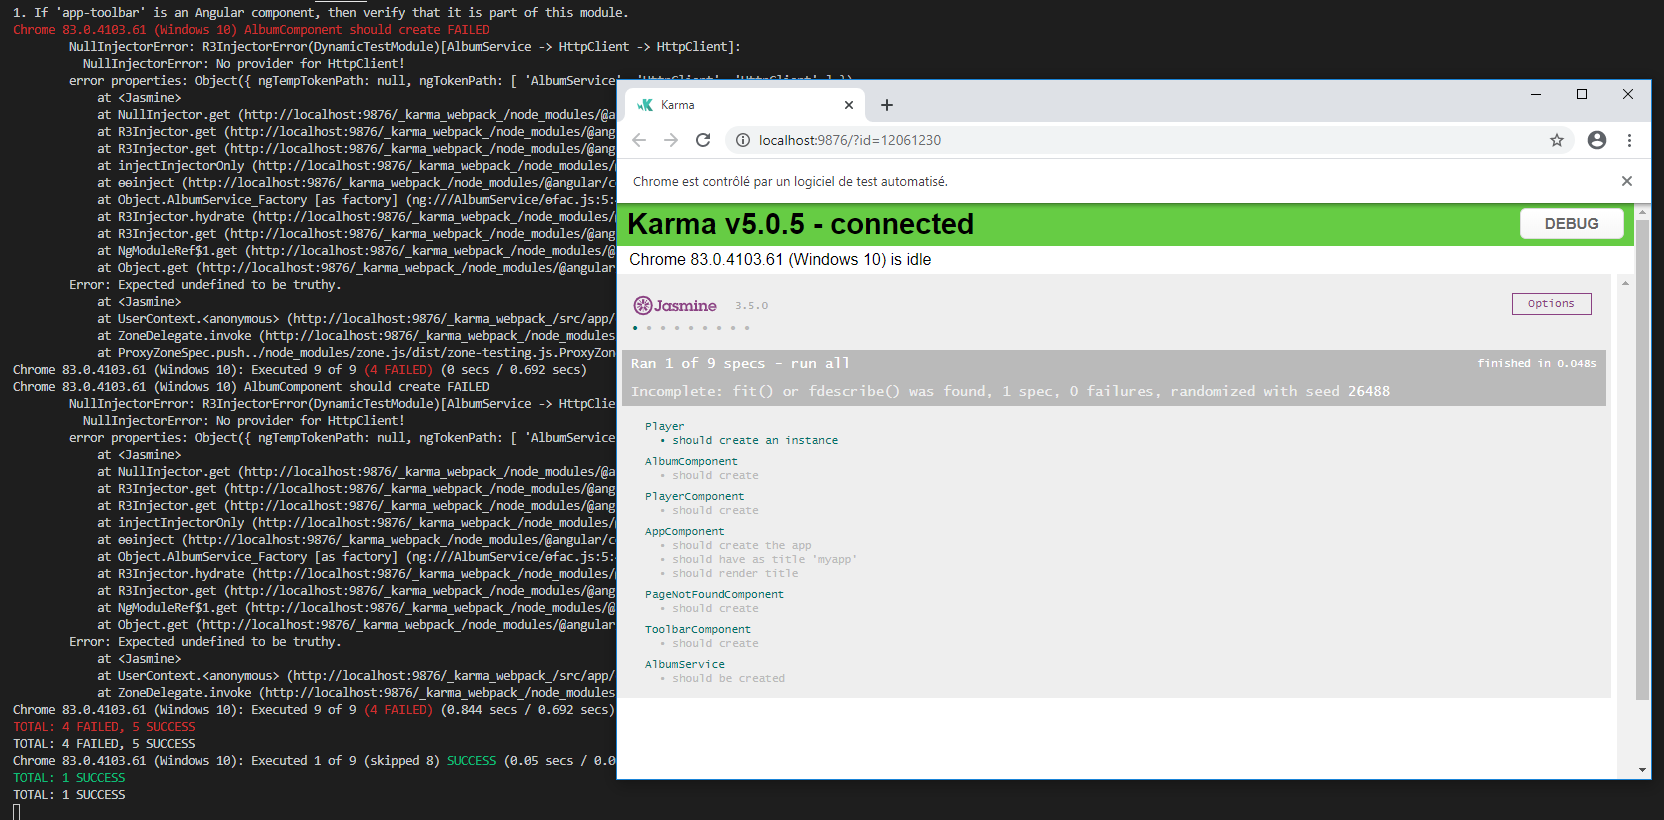 1. If 'app-toolbar' is an Angular component, then verify that it is part of this module.
Chrome 83.0.4103.61 (Windows 10) AlbumComponent should create FAILED
NullInjectorError: R3InjectorError(DynamicTestModule)[AlbumService -> HttpClient -> HttpClient]:
NullInjectorError: No provider for HttpClient!
error properties: Object({ ngTempTokenPath: null, ngTokenPath: [ 'AlbumService', 'HttpClient', 'HttpClient' ] })
at <Jasmine>
at NullInjector.get (http://localhost:9876/_karma_webpack_/node_modules/@a
at R3Injector.get (http://localhost:9876/_karma_webpack_/node_modules/@ang
at R3Injector.get (http://localhost:9876/_karma_webpack_/node_modules/@ang
at injectInjectorOnly (http://localhost:9876/_karma_webpack_/node_modules/
at ɵɵinject (http://localhost:9876/_karma_webpack_/node_modules/@angular/c
at Object.AlbumService_Factory [as factory] (ng:///AlbumService/ɵfac.js:5:
at R3Injector.hydrate (http://localhost:9876/_karma_webpack_/node_modules/
at R3Injector.get (http://localhost:9876/_karma_webpack_/node_modules/@ang
at NgModuleRef$1.get (http://localhost:9876/_karma_webpack_/node_modules/@
at Object.get (http://localhost:9876/_karma_webpack_/node_modules/@angular
Error: Expected undefined to be truthy.
at <Jasmine>
at UserContext.<anonymous> (http://localhost:9876/_karma_webpack_/src/app/
at ZoneDelegate.invoke (http://localhost:9876/_karma_webpack_/node_modules
at ProxyZoneSpec.push../node_modules/zone.js/dist/zone-testing.js.ProxyZon
Chrome 83.0.4103.61 (Windows 10): Executed 9 of 9 (4 FAILED) (0 secs / 0.692 secs)
Chrome 83.0.4103.61 (Windows 10) AlbumComponent should create FAILED
NullInjectorError: R3InjectorError(DynamicTestModule)[AlbumService -> HttpClie
NullInjectorError: No provider for HttpClient!
error properties: Object({ ngTempTokenPath: null, ngTokenPath: [ 'AlbumService
at <Jasmine>
at NullInjector.get (http://localhost:9876/_karma_webpack_/node_modules/@a
at R3Injector.get (http://localhost:9876/_karma_webpack_/node_modules/@ang
at R3Injector.get (http://localhost:9876/_karma_webpack_/node_modules/@ang
at injectInjectorOnly (http://localhost:9876/_karma_webpack_/node_modules/
at ɵɵinject (http://localhost:9876/_karma_webpack_/node_modules/@angular/c
at Object.AlbumService_Factory [as factory] (ng:///AlbumService/ɵfac.js:5:
at R3Injector.hydrate (http://localhost:9876/_karma_webpack_/node_modules/
at R3Injector.get (http://localhost:9876/_karma_webpack_/node_modules/@ang
at NgModuleRef$1.get (http://localhost:9876/_karma_webpack_/node_modules/@
at Object.get (http://localhost:9876/_karma_webpack_/node_modules/@angular
Error: Expected undefined to be truthy.
at <Jasmine>
at UserContext.<anonymous> (http://localhost:9876/_karma_webpack_/src/app/
at ZoneDelegate.invoke (http://localhost:9876/_karma_webpack_/node_modules
Chrome 83.0.4103.61 (Windows 10): Executed 9 of 9 (4 FAILED) (0.844 secs / 0.692 secs)
TOTAL: 4 FAILED, 5 SUCCESS
TOTAL: 4 FAILED, 5 SUCCESS
Chrome 83.0.4103.61 (Windows 10): Executed 1 of 9 (skipped 8) SUCCESS (0.05 secs / 0.0
TOTAL: 1 SUCCESS
TOTAL: 1 SUCCESS
Karma
localhost:9876/?id=12061230
Chrome est contrôlé par un logiciel de test automatisé.
Karma v5.0.5 - connected
DEBUG
Chrome 83.0.4103.61 (Windows 10) is idle
Jasmine 3.5.0
Options
Ran 1 of 9 specs - run all
finished in 0.048s
Incomplete: fit() or fdescribe() was found, 1 spec, 0 failures, randomized with seed 26488
Player
• should create an instance
AlbumComponent
• should create
PlayerComponent
• should create
AppComponent
• should create the app
• should have as title 'myapp'
• should render title
PageNotFoundComponent
• should create
ToolbarComponent
• should create
AlbumService
• should be created